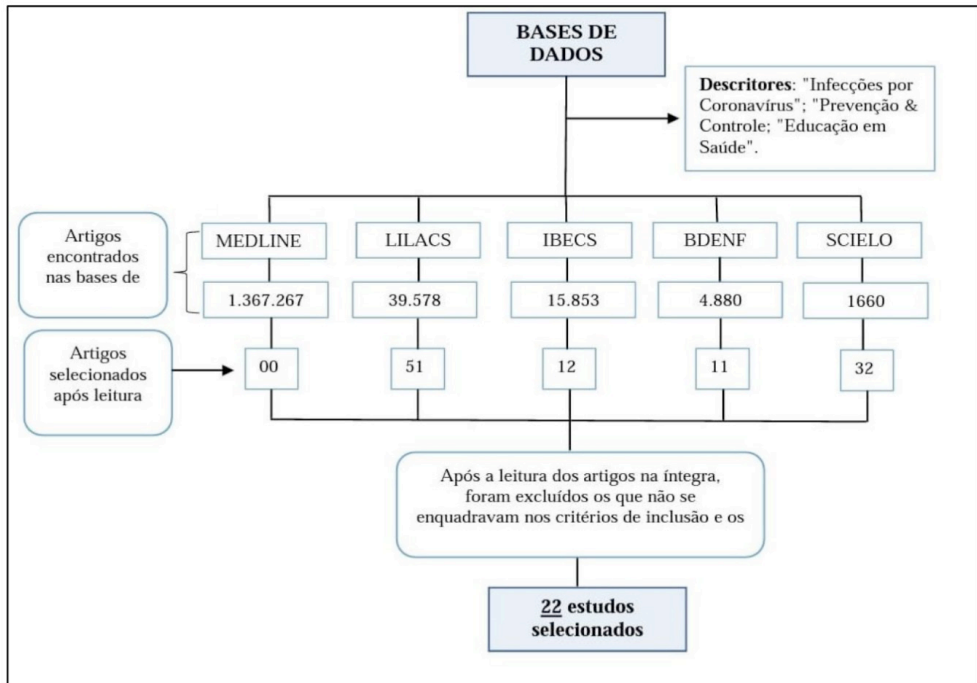 BASES DE
DADOS
Descritores: "Infecções por
Coronavírus"; "Prevenção &
Controle; "Educação em
Saúde".
Artigos
encontrados
nas bases de
MEDLINE
LILACS
IBECS
BDENF
SCIELO
1.367.267
39.578
15.853
4.880
1660
Artigos
selecionados
após leitura
00
51
12
11
32
Após a leitura dos artigos na íntegra,
foram excluídos os que não se
enquadravam nos critérios de inclusão e os
22 estudos
selecionados